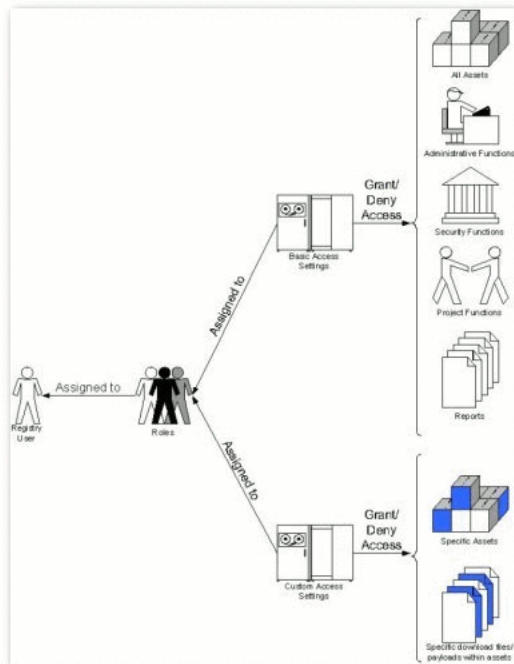 All Assets
Administrative Functions
Grant/
Deny
Access
Security Functions
Basic Access
Settings
Project Functions
Assigned to
Reports
Assigned to
Registry
User
Roles
Assigned to
Grant/
Deny
Access
Specific Assets
Custom Access
Settings
Specific download files/
payloads within assets